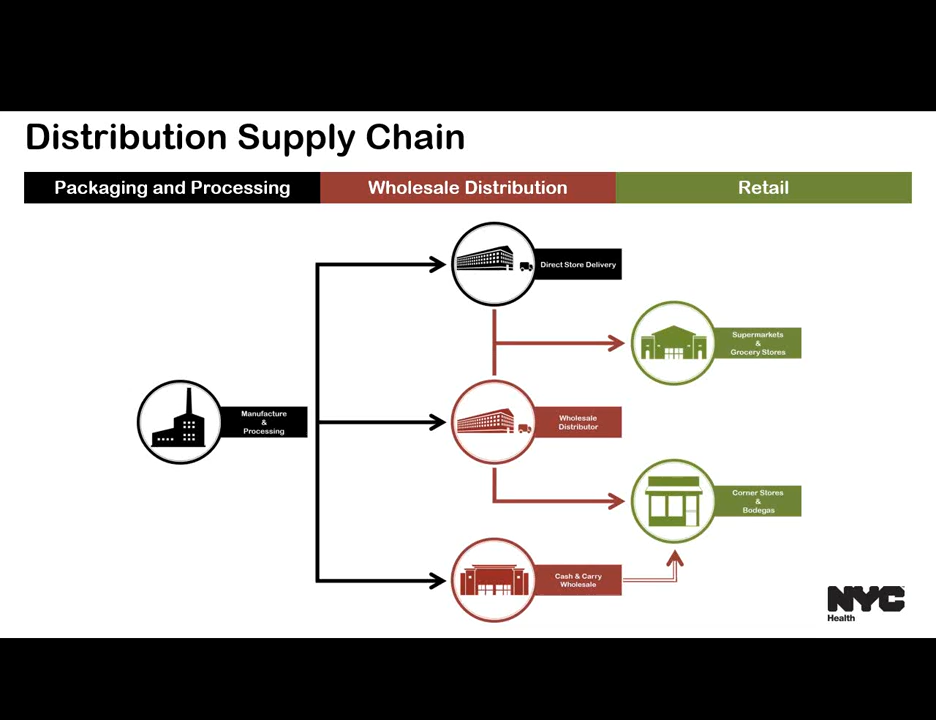 Distribution Supply Chain
Packaging and Processing
Wholesale Distribution
Retail
Direct Store Delivery
Supermarkets
&
Grocery Stores
Manufacture
&
Processing
Wholesale
Distributor
Corner Stores
&
Bodegas
Cash & Carry
Wholesale
NYC
Health